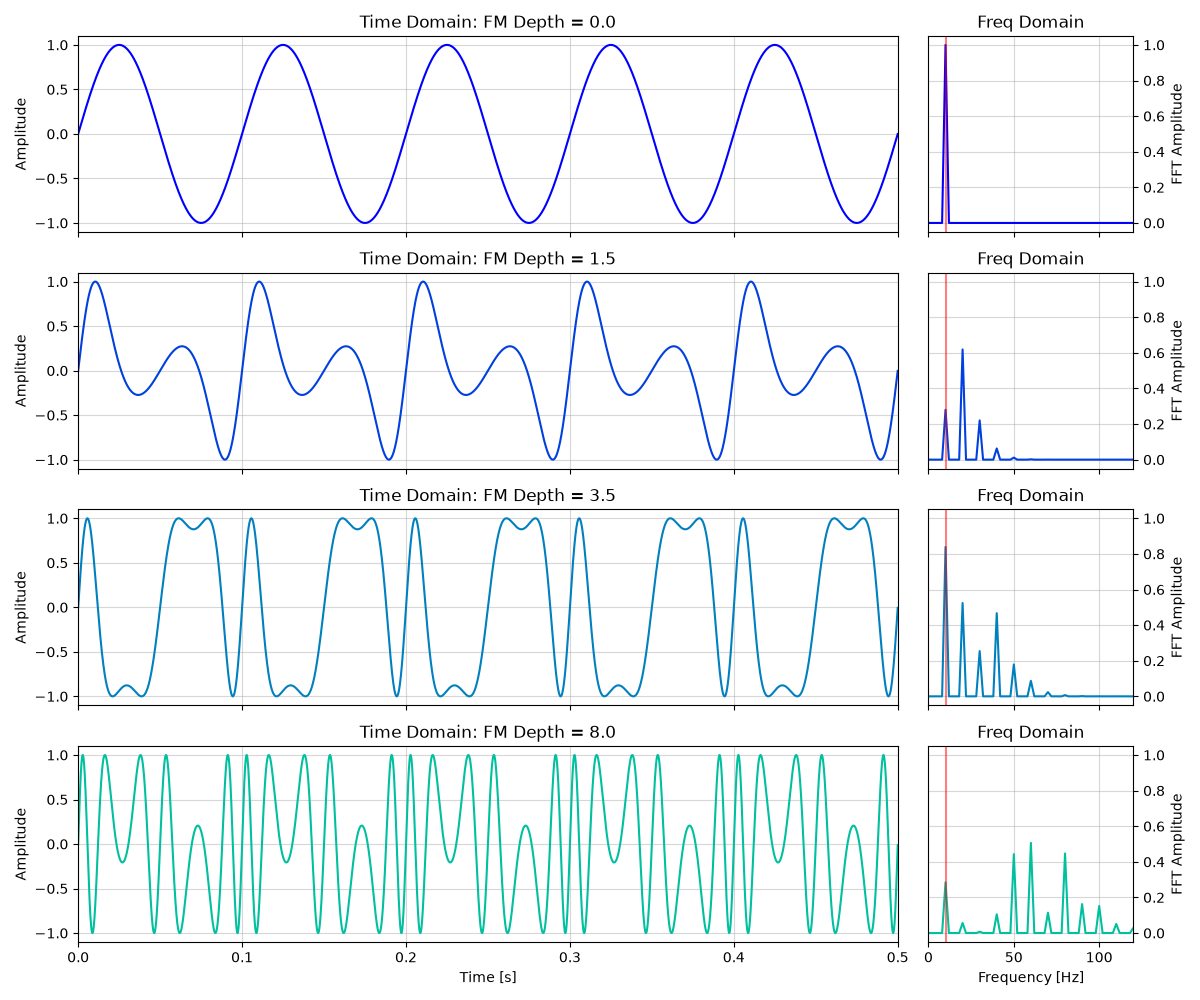 Time Domain: FM Depth = 0.0
Freq Domain
Amplitude
1.0
0.5
0.0
−0.5
−1.0
1.0
0.8
0.6
0.4
0.2
0.0
FFT Amplitude
Time Domain: FM Depth = 1.5
Freq Domain
Amplitude
1.0
0.5
0.0
−0.5
−1.0
1.0
0.8
0.6
0.4
0.2
0.0
FFT Amplitude
Time Domain: FM Depth = 3.5
Freq Domain
Amplitude
1.0
0.5
0.0
−0.5
−1.0
1.0
0.8
0.6
0.4
0.2
0.0
FFT Amplitude
Time Domain: FM Depth = 8.0
Freq Domain
Amplitude
1.0
0.5
0.0
−0.5
−1.0
1.0
0.8
0.6
0.4
0.2
0.0
FFT Amplitude
0.0 0.1 0.2 0.3 0.4 0.5
0 50 100
Time [s]
Frequency [Hz]